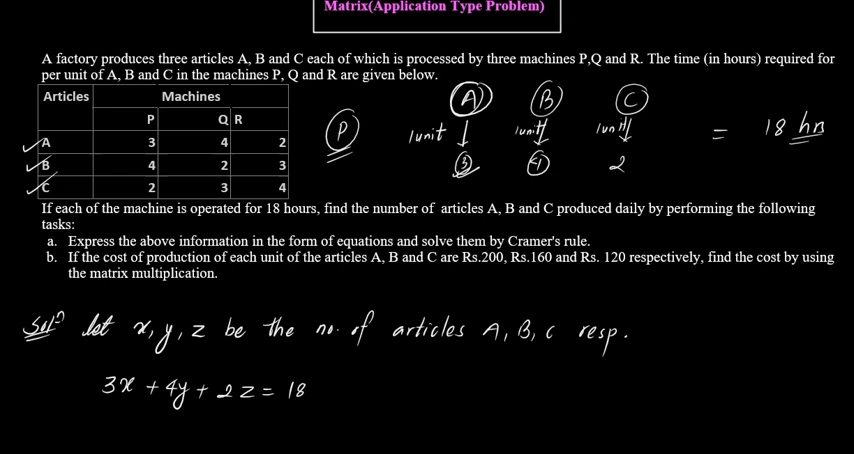 Matrix(Application Type Problem)
A factory produces three articles A, B and C each of which is processed by three machines P,Q and R. The time (in hours) required for
per unit of A, B and C in the machines P, Q and R are given below.
Articles Machines
P Q R
A 3 4 2
B 4 2 3
C 2 3 4
P
A B C
1unit 1unit 1unit = 18 hrs
3 4 2
If each of the machine is operated for 18 hours, find the number of articles A, B and C produced daily by performing the following
tasks:
a. Express the above information in the form of equations and solve them by Cramer's rule.
b. If the cost of production of each unit of the articles A, B and C are Rs.200, Rs.160 and Rs. 120 respectively, find the cost by using
the matrix multiplication.
Solⁿ let x, y, z be the no. of articles A, B, C resp.
3x + 4y + 2z = 18